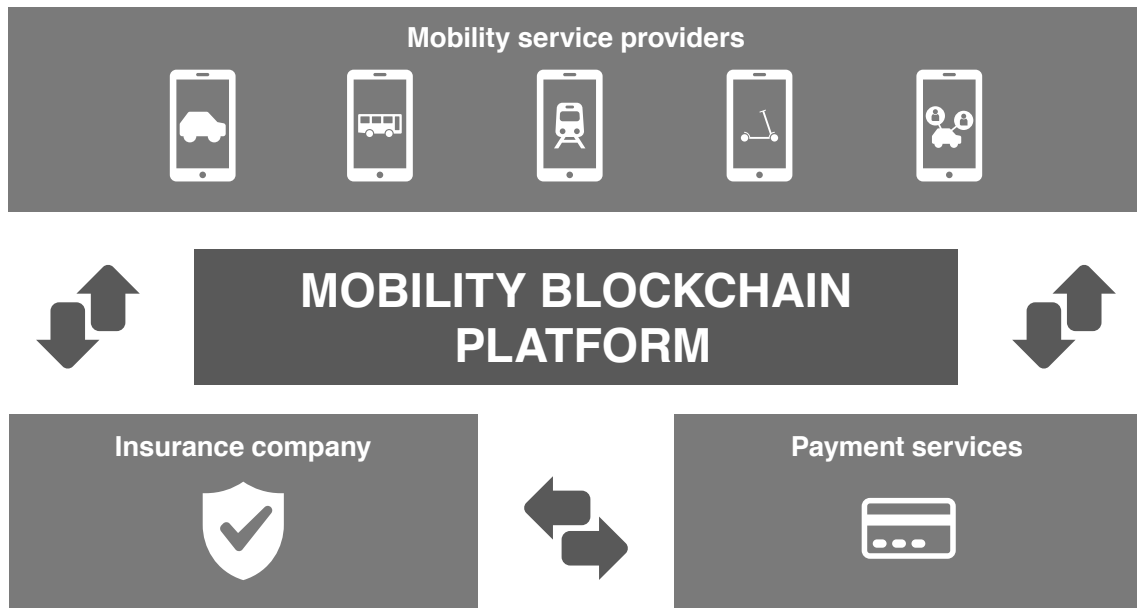 Mobility service providers
MOBILITY BLOCKCHAIN
PLATFORM
Insurance company
Payment services